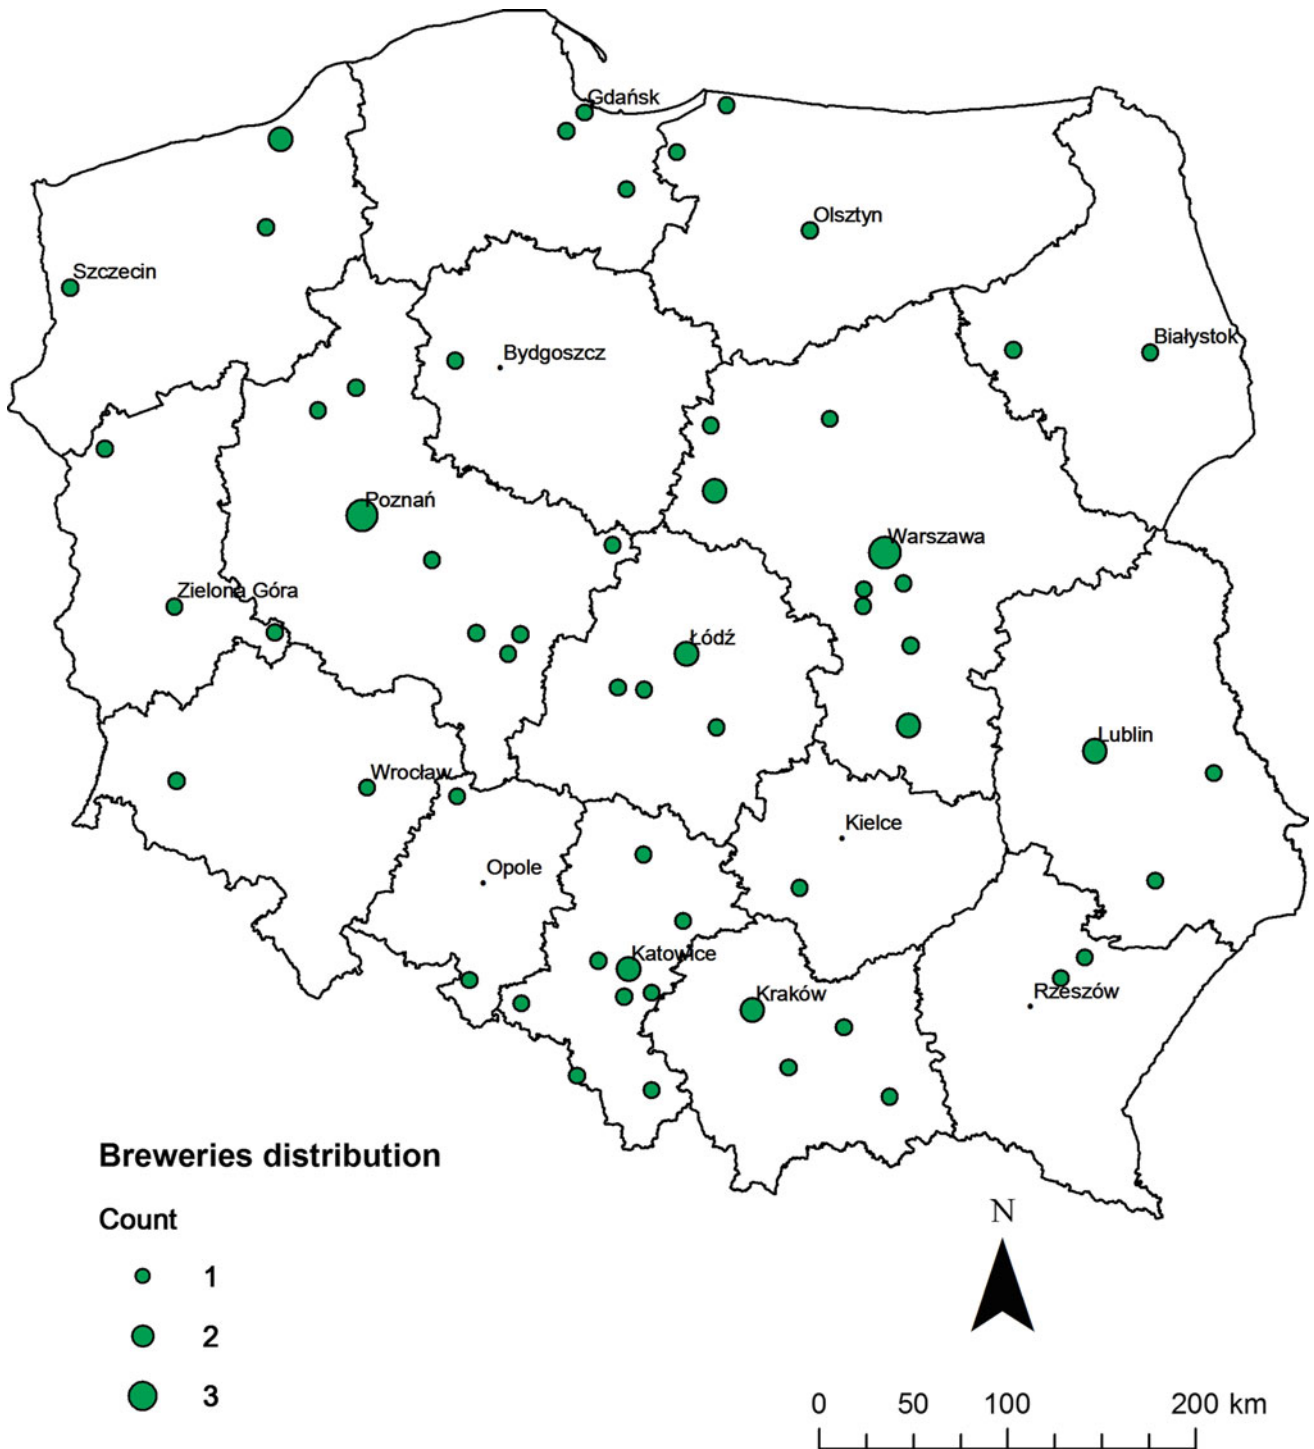 Gdańsk
Olsztyn
Szczecin
Białystok
Bydgoszcz
Poznań
Warszawa
Zielona Góra
Łódź
Lublin
Wrocław
Kielce
Opole
Katowice
Kraków
Rzeszów
Breweries distribution
Count
1
2
3
N
0 50 100 200 km